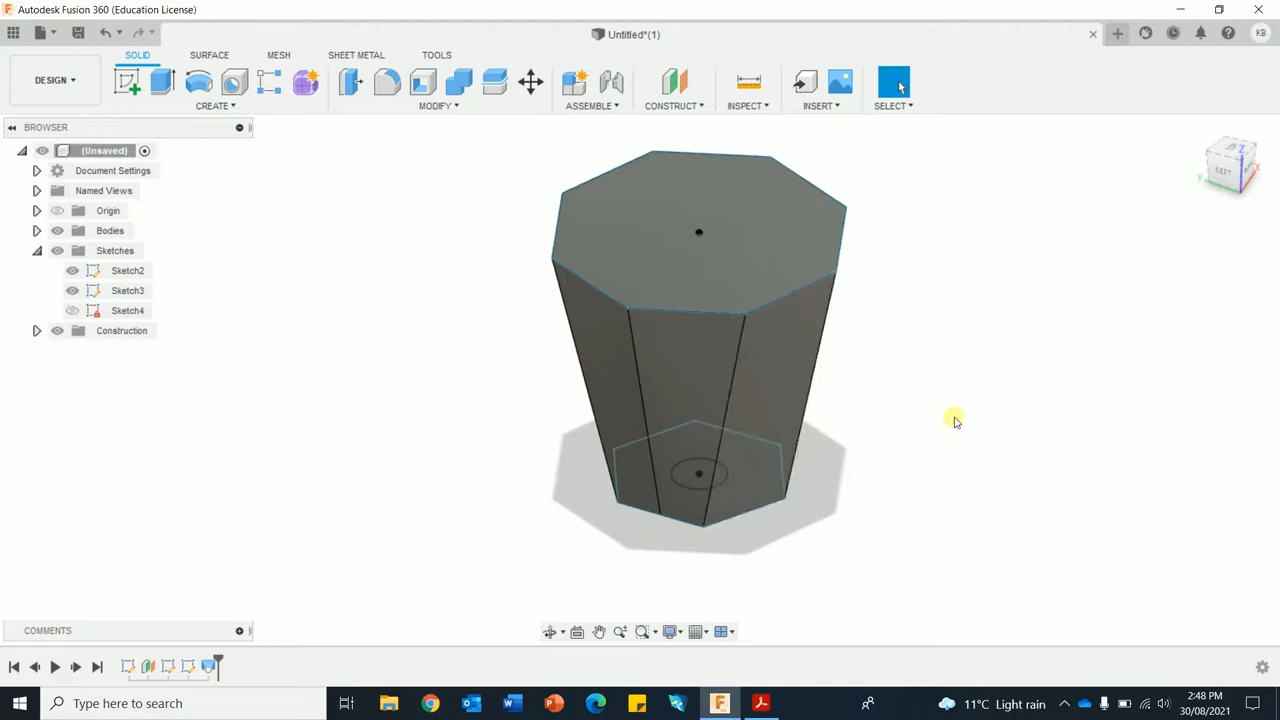 Autodesk Fusion 360 (Education License)
Untitled*(1)
KB
DESIGN
SOLID
SURFACE
MESH
SHEET METAL
TOOLS
CREATE
MODIFY
ASSEMBLE
CONSTRUCT
INSPECT
INSERT
SELECT
BROWSER
(Unsaved)
Document Settings
Named Views
Origin
Bodies
Sketches
Sketch2
Sketch3
Sketch4
Construction
Z
LEFT
Y
X
COMMENTS
Type here to search
11°C Light rain
2:48 PM
30/08/2021